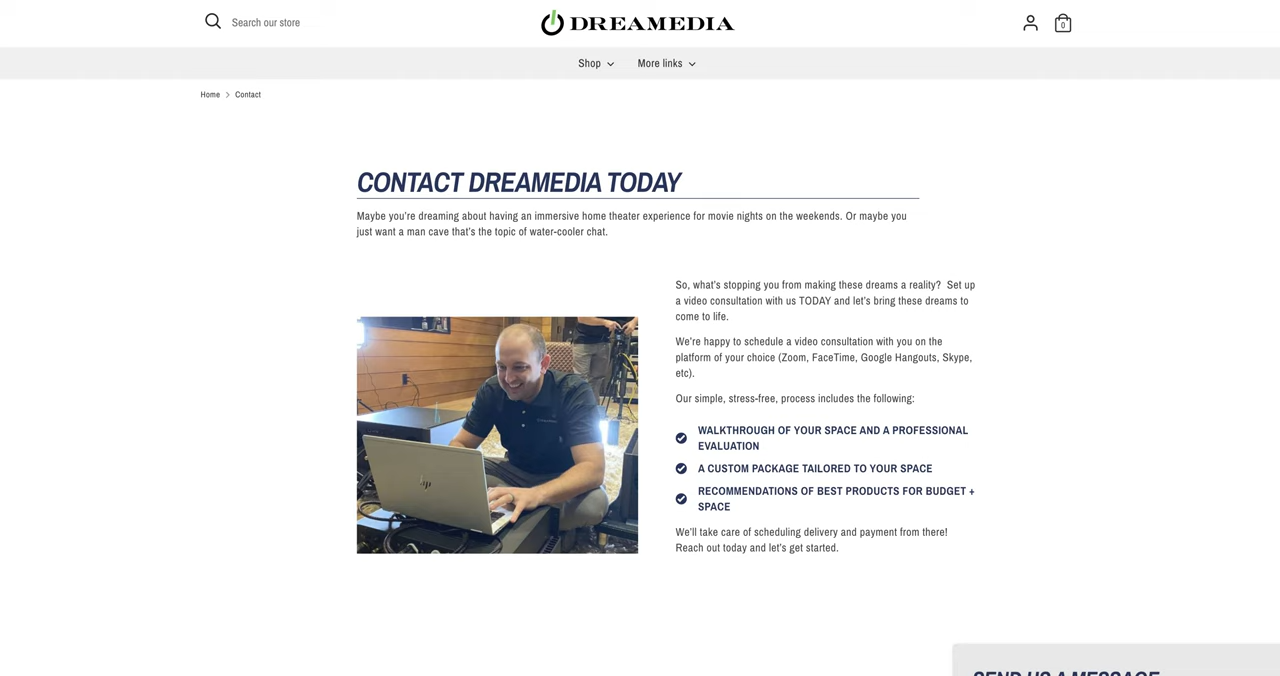 Search our store
DREAMEDIA
0
Shop
More links
Home > Contact
CONTACT DREAMEDIA TODAY
Maybe you're dreaming about having an immersive home theater experience for movie nights on the weekends. Or maybe you
just want a man cave that's the topic of water-cooler chat.
So, what's stopping you from making these dreams a reality?  Set up
a video consultation with us TODAY and let's bring these dreams to
come to life.
We're happy to schedule a video consultation with you on the
platform of your choice (Zoom, FaceTime, Google Hangouts, Skype,
etc).
Our simple, stress-free, process includes the following:
WALKTHROUGH OF YOUR SPACE AND A PROFESSIONAL
EVALUATION
A CUSTOM PACKAGE TAILORED TO YOUR SPACE
RECOMMENDATIONS OF BEST PRODUCTS FOR BUDGET +
SPACE
We'll take care of scheduling delivery and payment from there!
Reach out today and let's get started.
hp
SEND US A MESSAGE